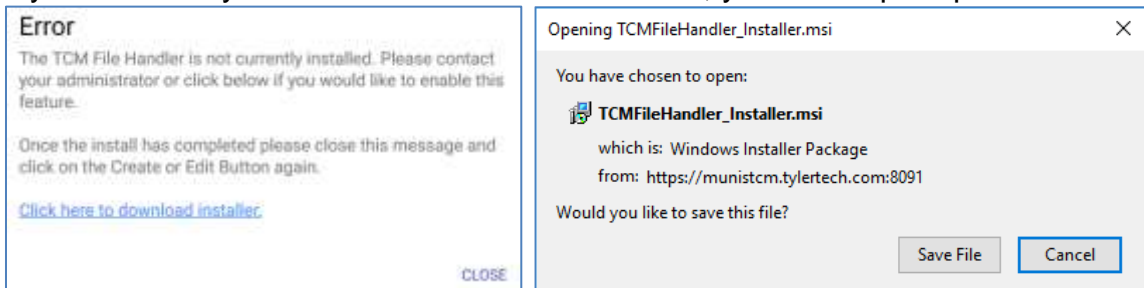 Error
The TCM File Handler is not currently installed. Please contact
your administrator or click below if you would like to enable this
feature.
Once the install has completed please close this message and
click on the Create or Edit Button again.
Click here to download installer.
CLOSE
Opening TCMFileHandler_Installer.msi
You have chosen to open:
TCMFileHandler_Installer.msi
which is: Windows Installer Package
from: https://munistcm.tylertech.com:8091
Would you like to save this file?
Save File
Cancel